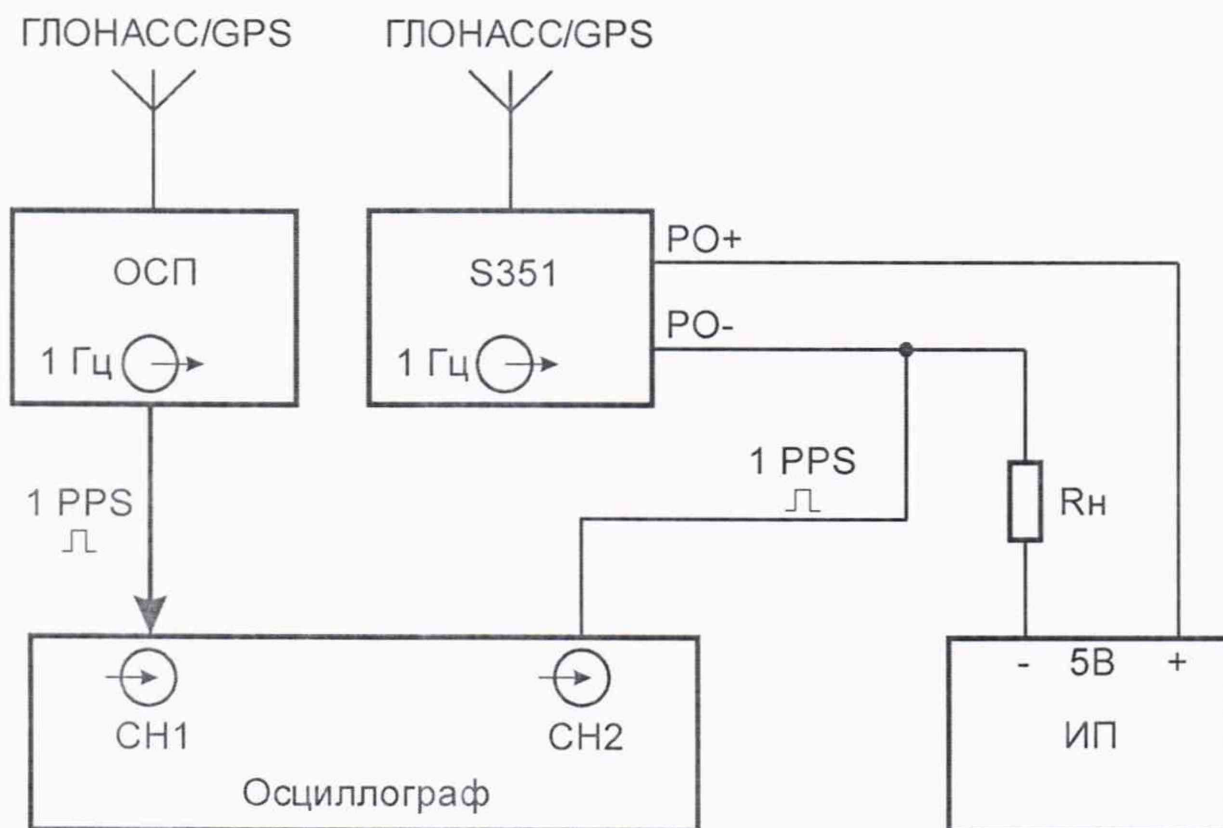 ГЛОНАСС/GPS
ГЛОНАСС/GPS
ОСП
1 Гц
S351
1 Гц
PO+
PO-
1 PPS
1 PPS
Rн
CH1
CH2
Осциллограф
- 5В +
ИП